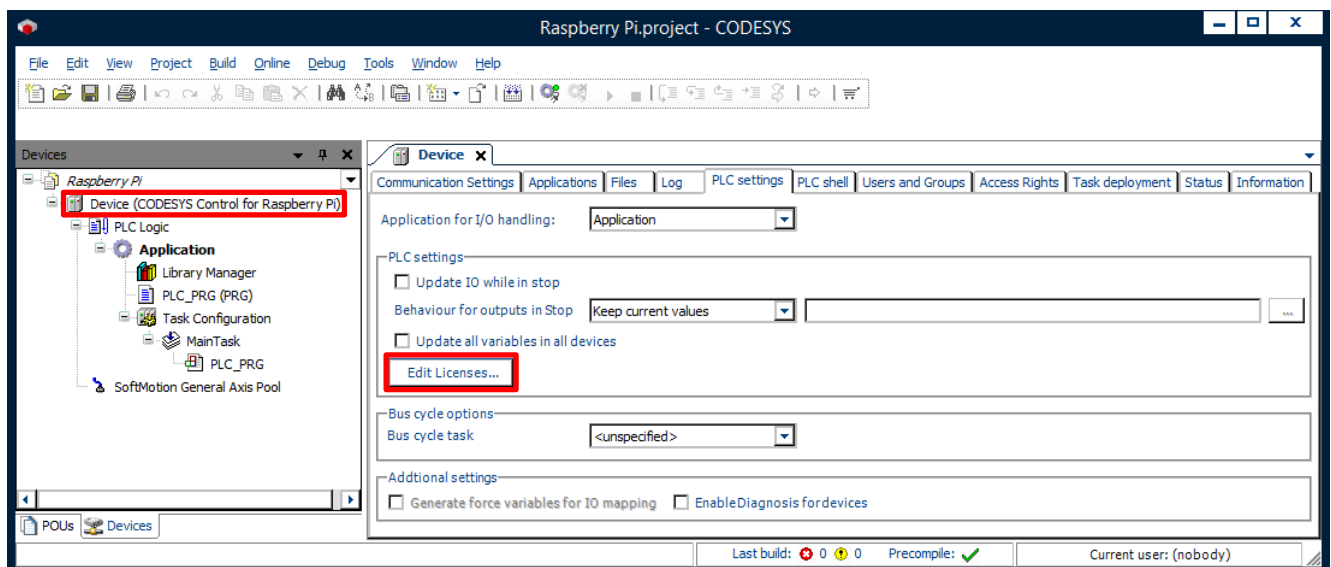 Raspberry Pi.project - CODESYS
File Edit View Project Build Online Debug Tools Window Help
Devices
Raspberry Pi
Device (CODESYS Control for Raspberry Pi)
PLC Logic
Application
Library Manager
PLC_PRG (PRG)
Task Configuration
MainTask
PLC_PRG
SoftMotion General Axis Pool
POUs Devices
Device
Communication Settings Applications Files Log PLC settings PLC shell Users and Groups Access Rights Task deployment Status Information
Application for I/O handling: Application
PLC settings
Update IO while in stop
Behaviour for outputs in Stop Keep current values ...
Update all variables in all devices
Edit Licenses...
Bus cycle options
Bus cycle task <unspecified>
Addtional settings
Generate force variables for IO mapping Enable Diagnosis for devices
Last build: 0 0 Precompile: Current user: (nobody)